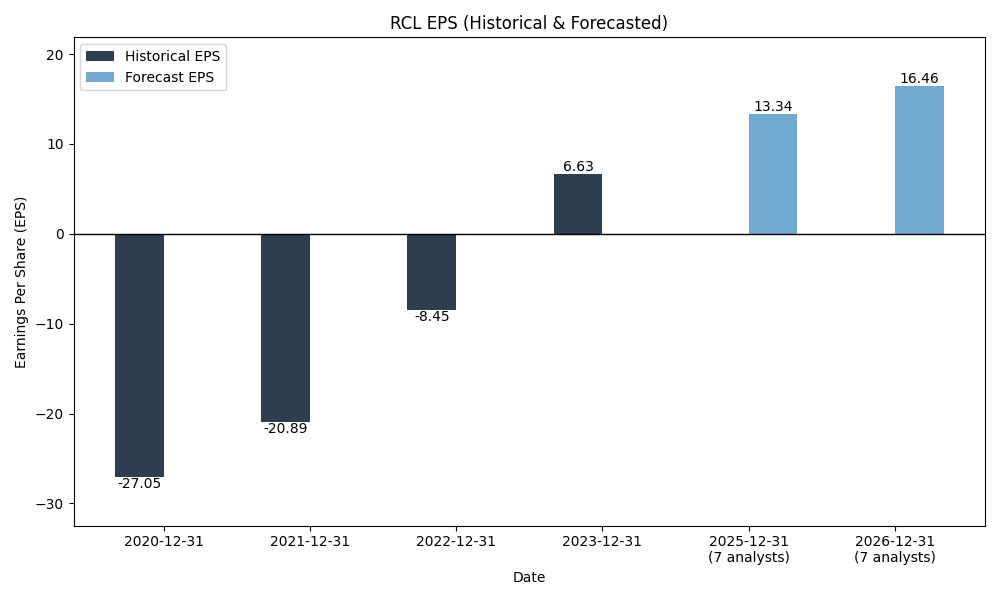 RCL EPS (Historical & Forecasted)
Historical EPS
Forecast EPS
Earnings Per Share (EPS)
20
10
0
−10
−20
−30
-27.05
-20.89
-8.45
6.63
13.34
16.46
2020-12-31
2021-12-31
2022-12-31
2023-12-31
2025-12-31
(7 analysts)
2026-12-31
(7 analysts)
Date